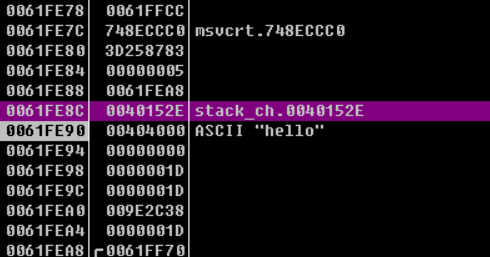 0061FE78 0061FFCC
0061FE7C 748ECCC0 msvcrt.748ECCC0
0061FE80 3D258783
0061FE84 00000005
0061FE88 0061FEA8
0061FE8C 0040152E stack_ch.0040152E
0061FE90 00404000 ASCII "hello"
0061FE94 00000000
0061FE98 0000001D
0061FE9C 0000001D
0061FEA0 009E2C38
0061FEA4 0000001D
0061FEA8 0061FF70